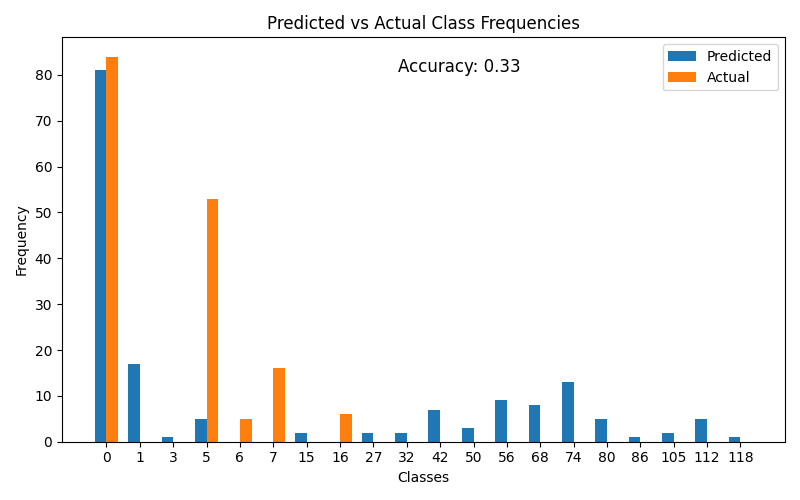 Predicted vs Actual Class Frequencies
Accuracy: 0.33
Predicted
Actual
Frequency
80
70
60
50
40
30
20
10
0
0 1 3 5 6 7 15 16 27 32 42 50 56 68 74 80 86 105 112 118
Classes